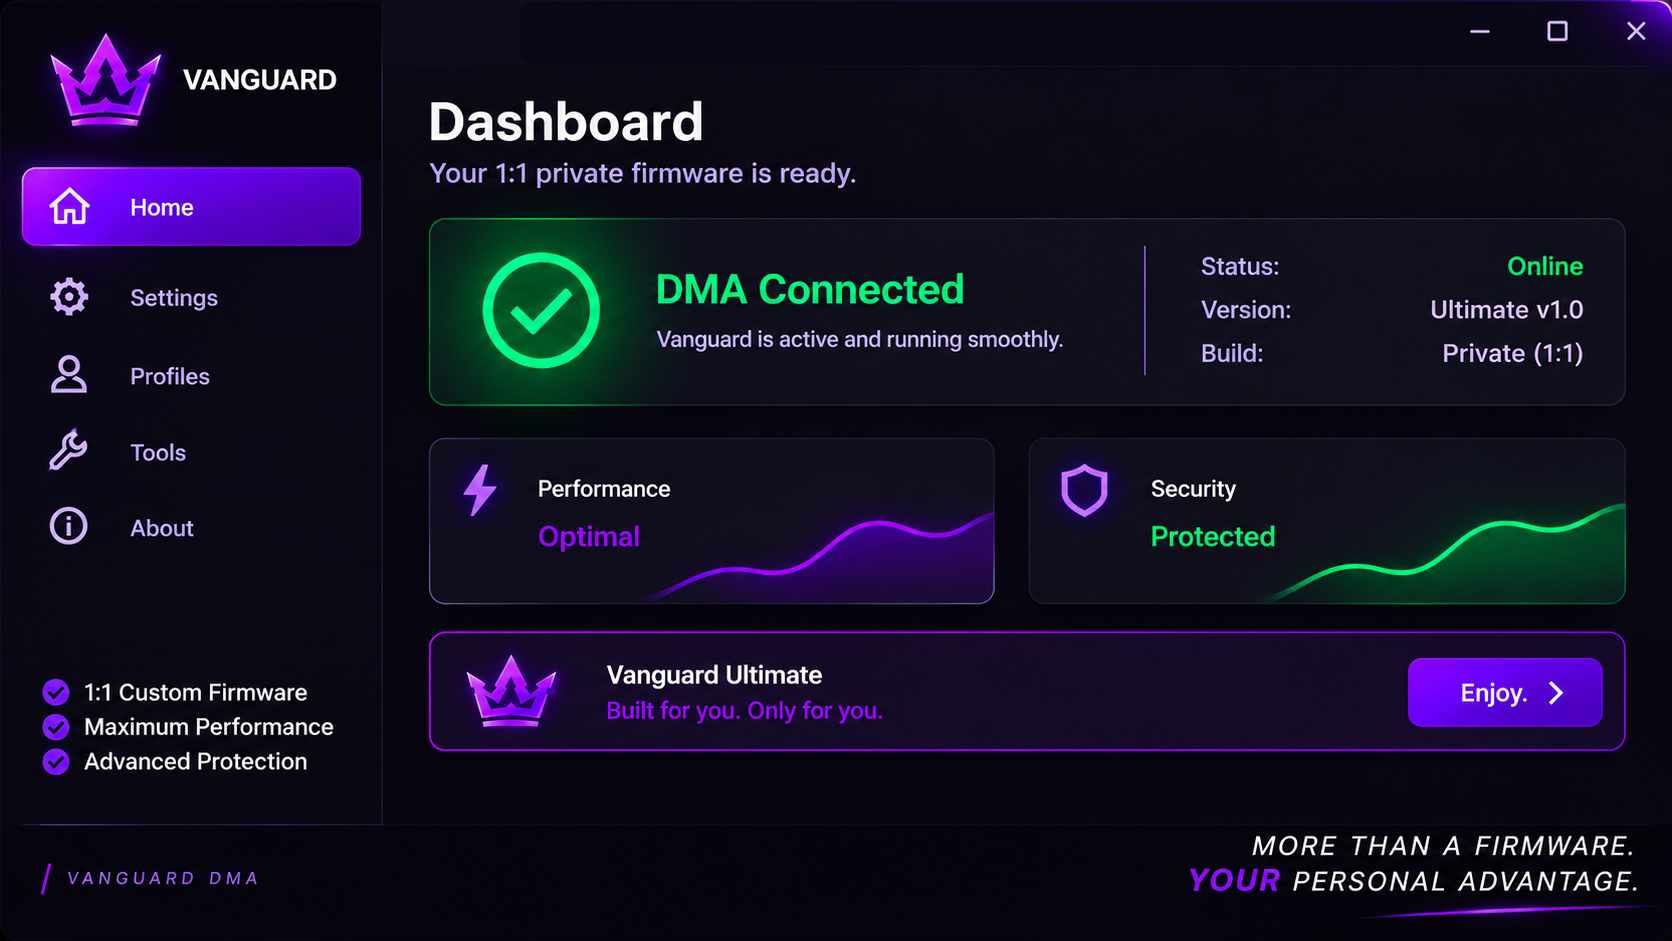 VANGUARD
Home
Settings
Profiles
Tools
About
1:1 Custom Firmware
Maximum Performance
Advanced Protection
VANGUARD DMA
Dashboard
Your 1:1 private firmware is ready.
DMA Connected
Vanguard is active and running smoothly.
Status: Online
Version: Ultimate v1.0
Build: Private (1:1)
Performance
Optimal
Security
Protected
Vanguard Ultimate
Built for you. Only for you.
Enjoy.
MORE THAN A FIRMWARE.
YOUR PERSONAL ADVANTAGE.